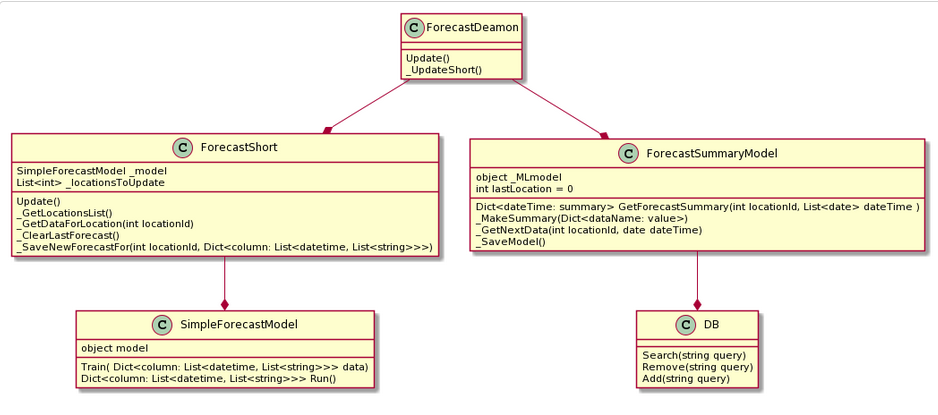 C ForecastDeamon
Update()
_UpdateShort()
C ForecastShort
SimpleForecastModel _model
List<int> _locationsToUpdate
Update()
_GetLocationsList()
_GetDataForLocation(int locationId)
_ClearLastForecast()
_SaveNewForecastFor(int locationId, Dict<column: List<datetime, List<string>>>)
C ForecastSummaryModel
object _MLmodel
int lastLocation = 0
Dict<dateTime: summary> GetForecastSummary(int locationId, List<date> dateTime )
_MakeSummary(Dict<dataName: value>)
_GetNextData(int locationId, date dateTime)
_SaveModel()
C SimpleForecastModel
object model
Train( Dict<column: List<datetime, List<string>>> data)
Dict<column: List<datetime, List<string>>> Run()
C DB
Search(string query)
Remove(string query)
Add(string query)